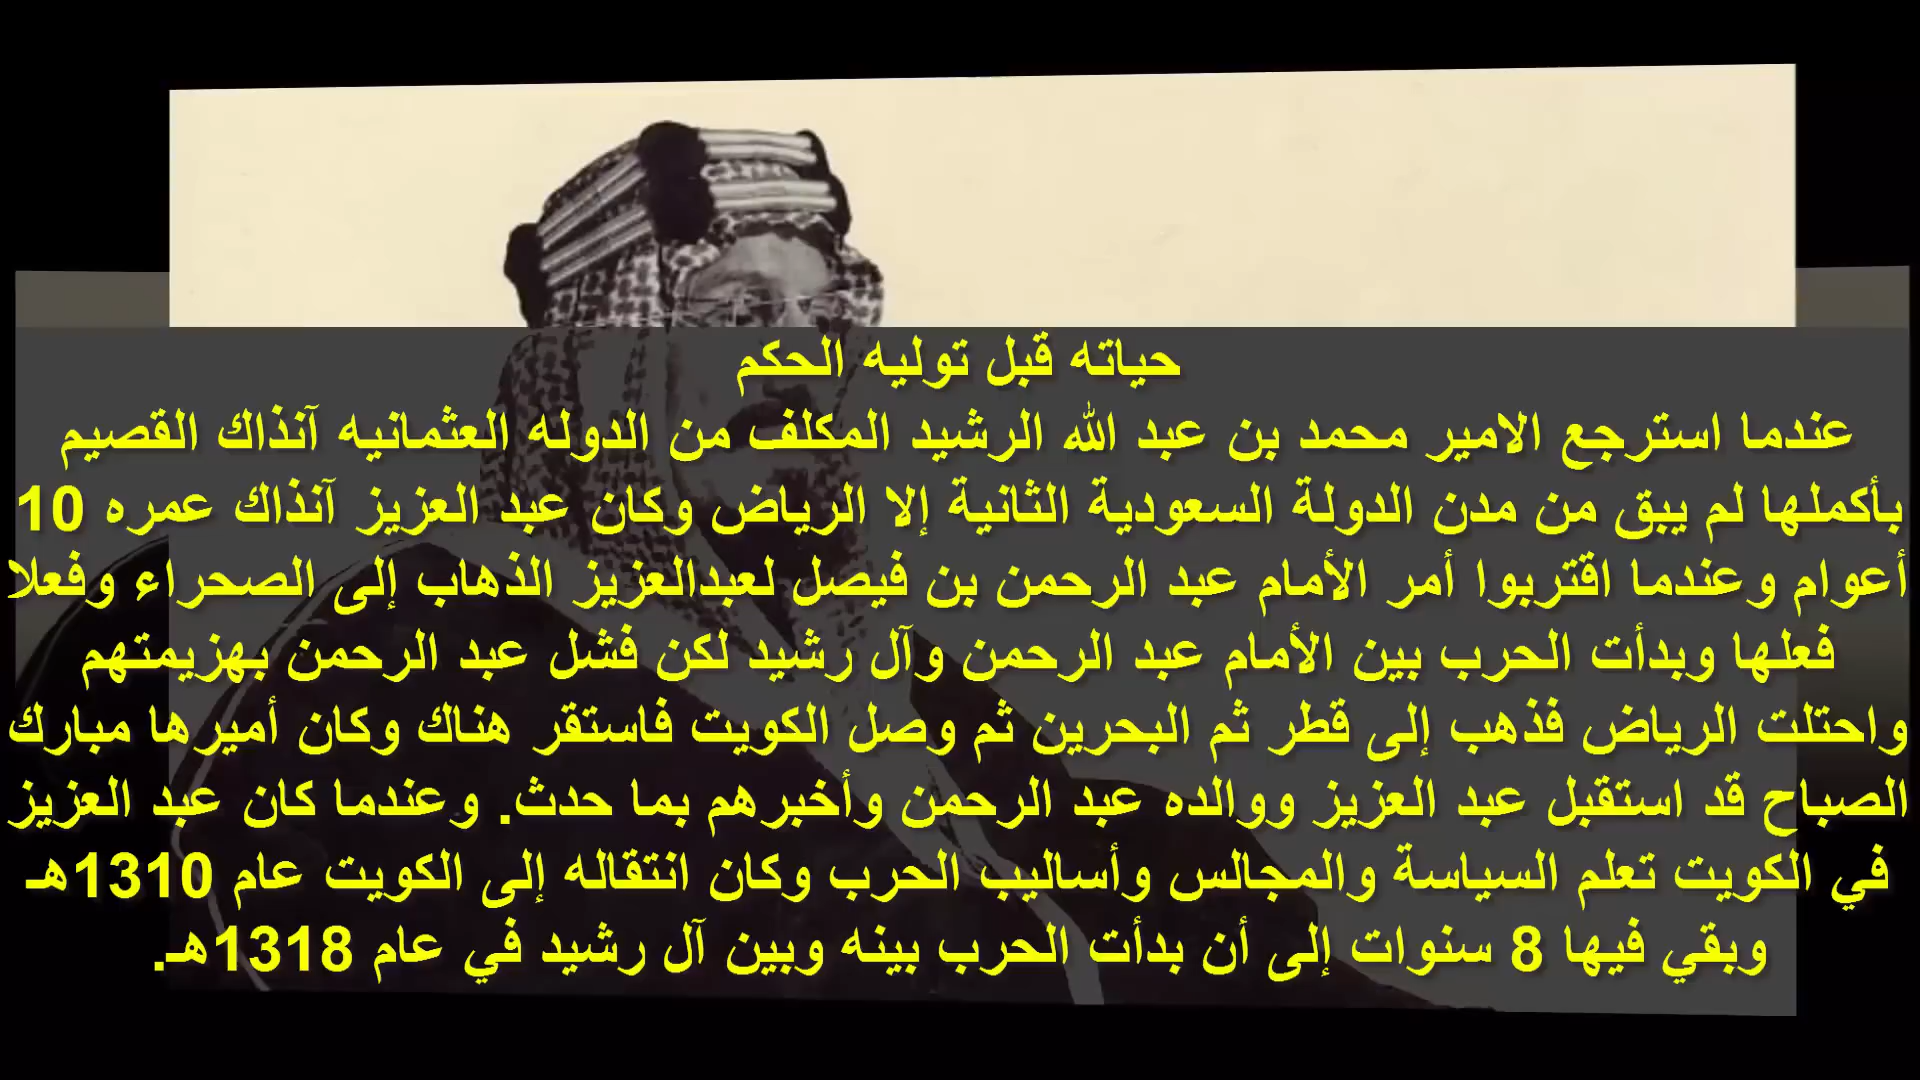 حياته قبل توليه الحكم
عندما استرجع الامير محمد بن عبد الله الرشيد المكلف من الدوله العثمانيه آنذاك القصيم
بأكملها لم يبق من مدن الدولة السعودية الثانية إلا الرياض وكان عبد العزيز آنذاك عمره 10
أعوام وعندما اقتربوا أمر الأمام عبد الرحمن بن فيصل لعبدالعزيز الذهاب إلى الصحراء وفعلا
فعلها وبدأت الحرب بين الأمام عبد الرحمن وآل رشيد لكن فشل عبد الرحمن بهزيمتهم
واحتلت الرياض فذهب إلى قطر ثم البحرين ثم وصل الكويت فاستقر هناك وكان أميرها مبارك
الصباح قد استقبل عبد العزيز ووالده عبد الرحمن وأخبرهم بما حدث. وعندما كان عبد العزيز
في الكويت تعلم السياسة والمجالس وأساليب الحرب وكان انتقاله إلى الكويت عام 1310هـ
وبقي فيها 8 سنوات إلى أن بدأت الحرب بينه وبين آل رشيد في عام 1318هـ.